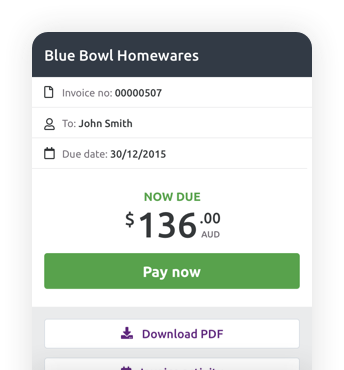 Blue Bowl Homewares
Invoice no: 00000507
To: John Smith
Due date: 30/12/2015
NOW DUE
$136.00
AUD
Pay now
Download PDF